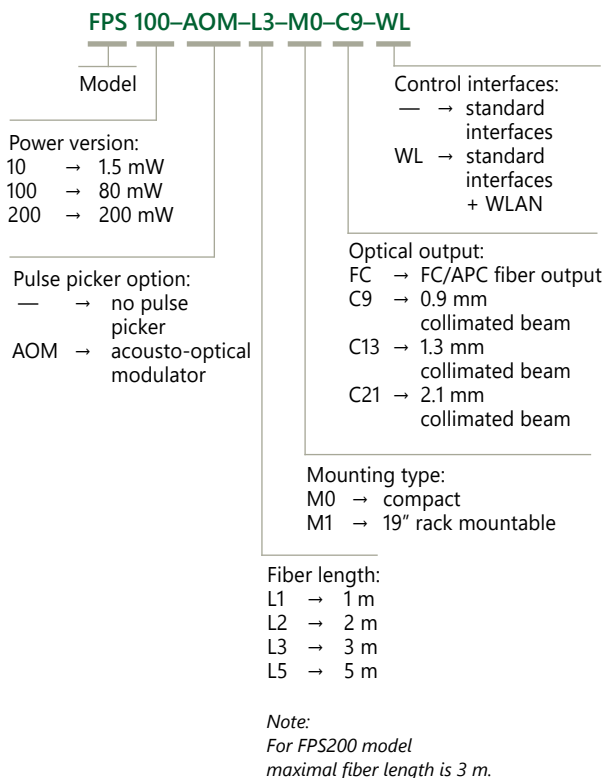 FPS 100–AOM–L3–M0–C9–WL
Model
Power version:
10 → 1.5 mW
100 → 80 mW
200 → 200 mW
Pulse picker option:
— → no pulse
picker
AOM → acousto-optical
modulator
Control interfaces:
— → standard
interfaces
WL → standard
interfaces
+ WLAN
Optical output:
FC → FC/APC fiber output
C9 → 0.9 mm
collimated beam
C13 → 1.3 mm
collimated beam
C21 → 2.1 mm
collimated beam
Mounting type:
M0 → compact
M1 → 19” rack mountable
Fiber length:
L1 → 1 m
L2 → 2 m
L3 → 3 m
L5 → 5 m
Note:
For FPS200 model
maximal fiber length is 3 m.